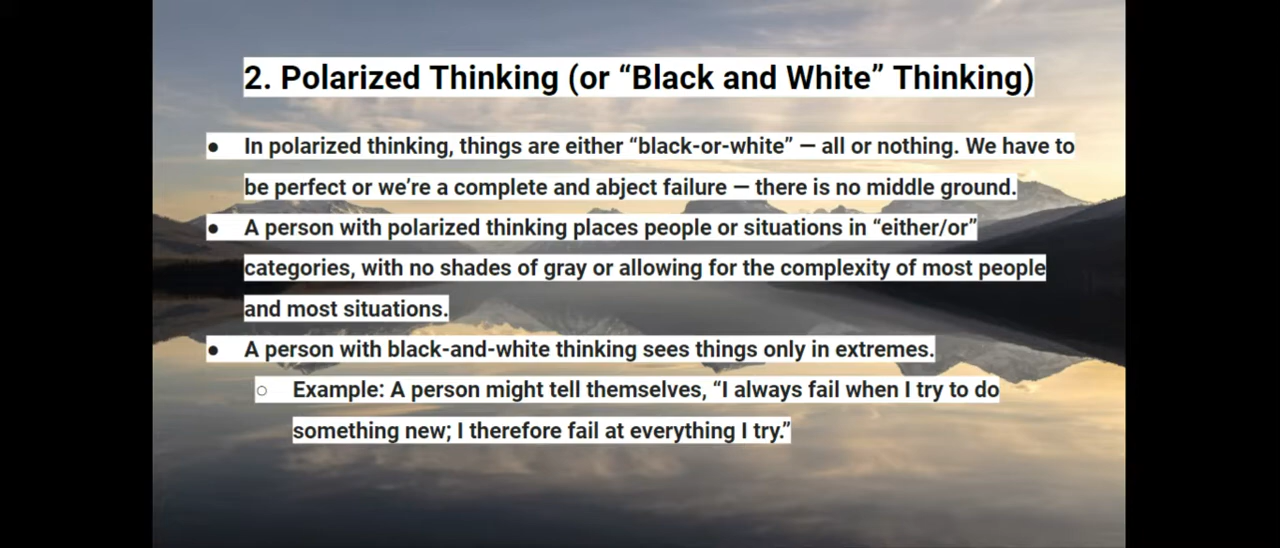 2. Polarized Thinking (or “Black and White” Thinking)
● In polarized thinking, things are either “black-or-white” — all or nothing. We have to
be perfect or we’re a complete and abject failure — there is no middle ground.
● A person with polarized thinking places people or situations in “either/or”
categories, with no shades of gray or allowing for the complexity of most people
and most situations.
● A person with black-and-white thinking sees things only in extremes.
○ Example: A person might tell themselves, “I always fail when I try to do
something new; I therefore fail at everything I try.”